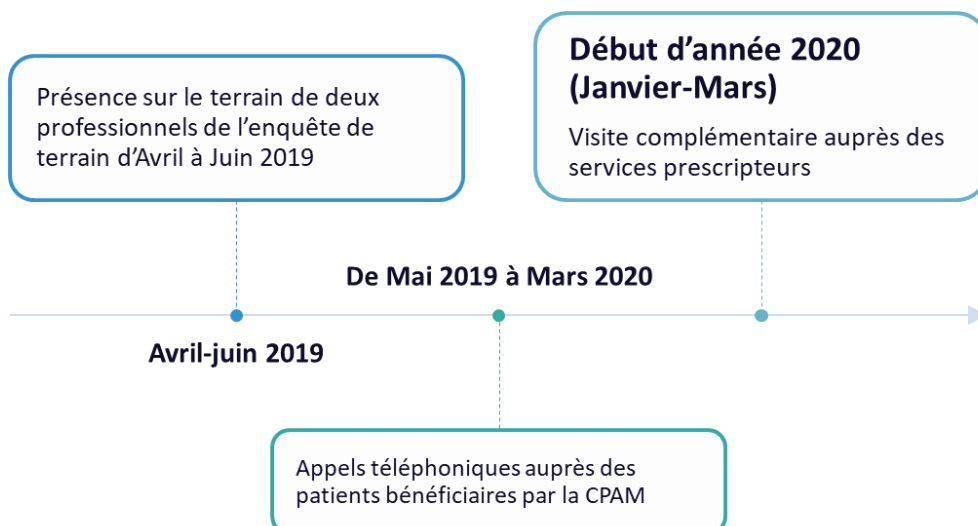 Présence sur le terrain de deux
professionnels de l’enquête de
terrain d’Avril à Juin 2019
Début d’année 2020
(Janvier-Mars)
Visite complémentaire auprès des
services prescripteurs
De Mai 2019 à Mars 2020
Avril-juin 2019
Appels téléphoniques auprès des
patients bénéficiaires par la CPAM